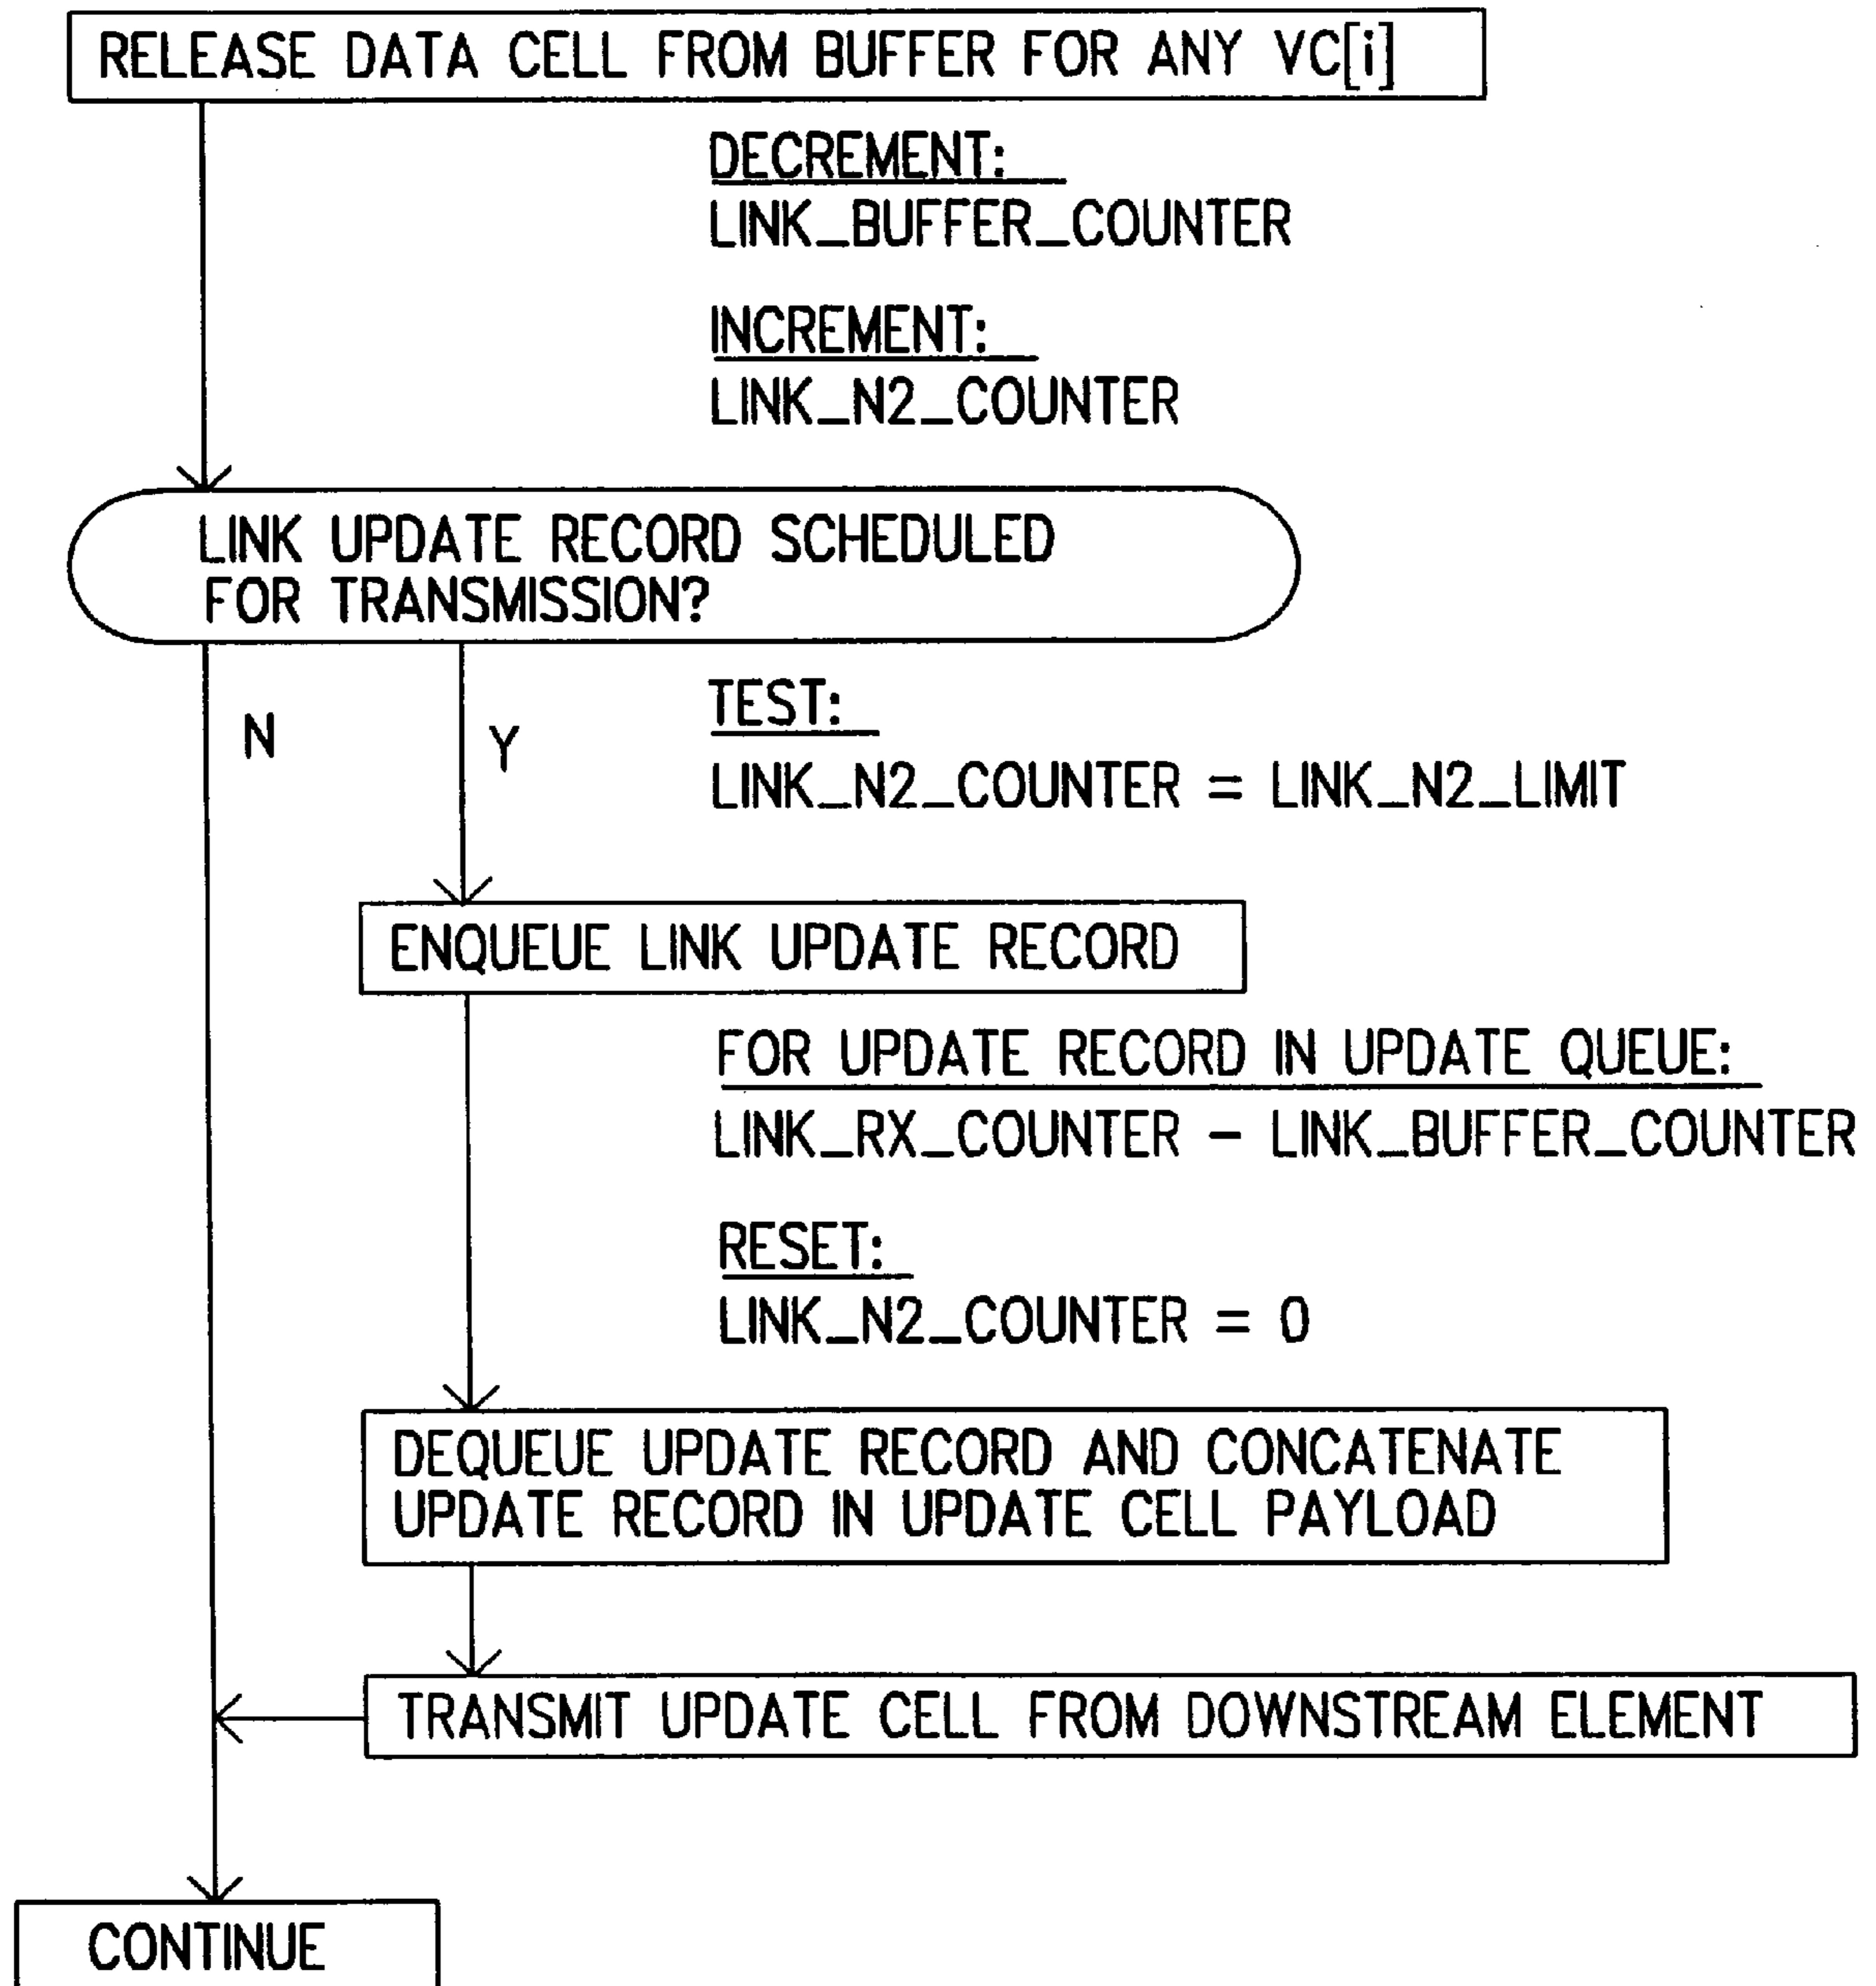 RELEASE DATA CELL FROM BUFFER FOR ANY VC[i]
DECREMENT:
LINK_BUFFER_COUNTER
INCREMENT:
LINK_N2_COUNTER
LINK UPDATE RECORD SCHEDULED
FOR TRANSMISSION?
N
Y
TEST:
LINK_N2_COUNTER = LINK_N2_LIMIT
ENQUEUE LINK UPDATE RECORD
FOR UPDATE RECORD IN UPDATE QUEUE:
LINK_RX_COUNTER – LINK_BUFFER_COUNTER
RESET:
LINK_N2_COUNTER = 0
DEQUEUE UPDATE RECORD AND CONCATENATE
UPDATE RECORD IN UPDATE CELL PAYLOAD
TRANSMIT UPDATE CELL FROM DOWNSTREAM ELEMENT
CONTINUE